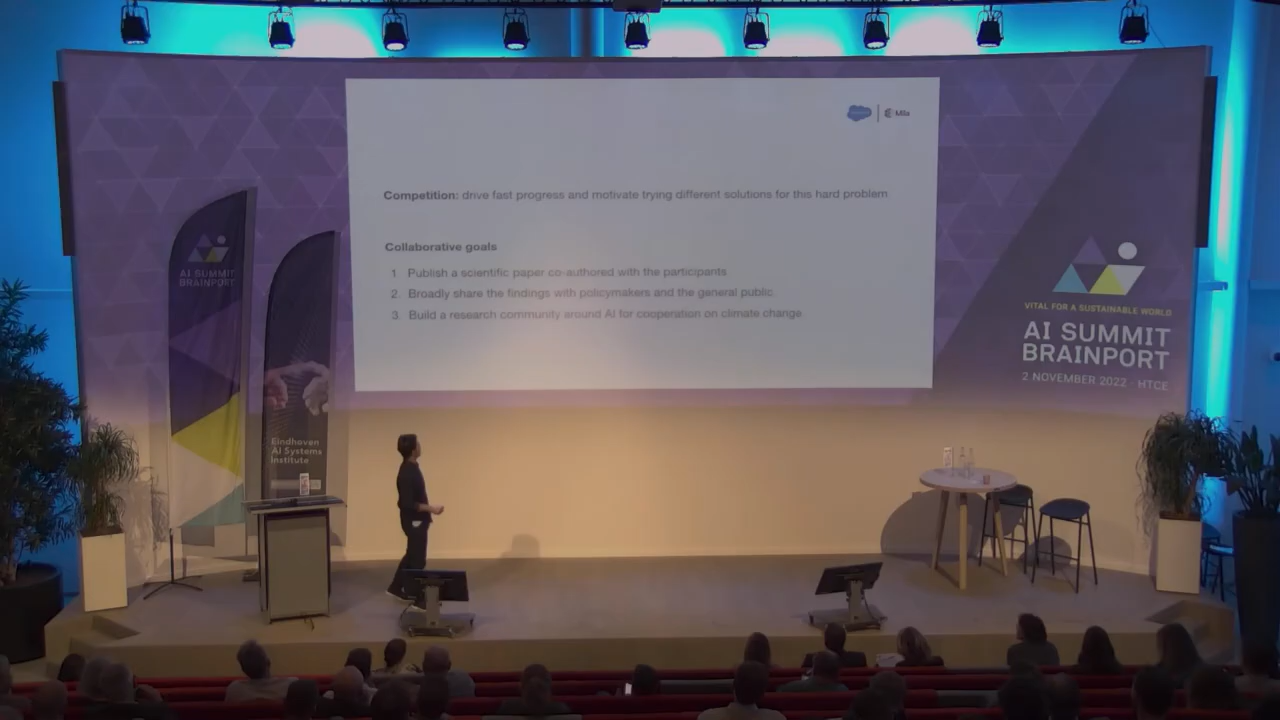 Mila
Competition: drive fast progress and motivate trying different solutions for this hard problem
Collaborative goals
1. Publish a scientific paper co-authored with the participants
2. Broadly share the findings with policymakers and the general public
3. Build a research community around AI for cooperation on climate change
AI SUMMIT
BRAINPORT
Eindhoven
AI Systems
Institute
VITAL FOR A SUSTAINABLE WORLD
AI SUMMIT
BRAINPORT
2 NOVEMBER 2022 - HTCE